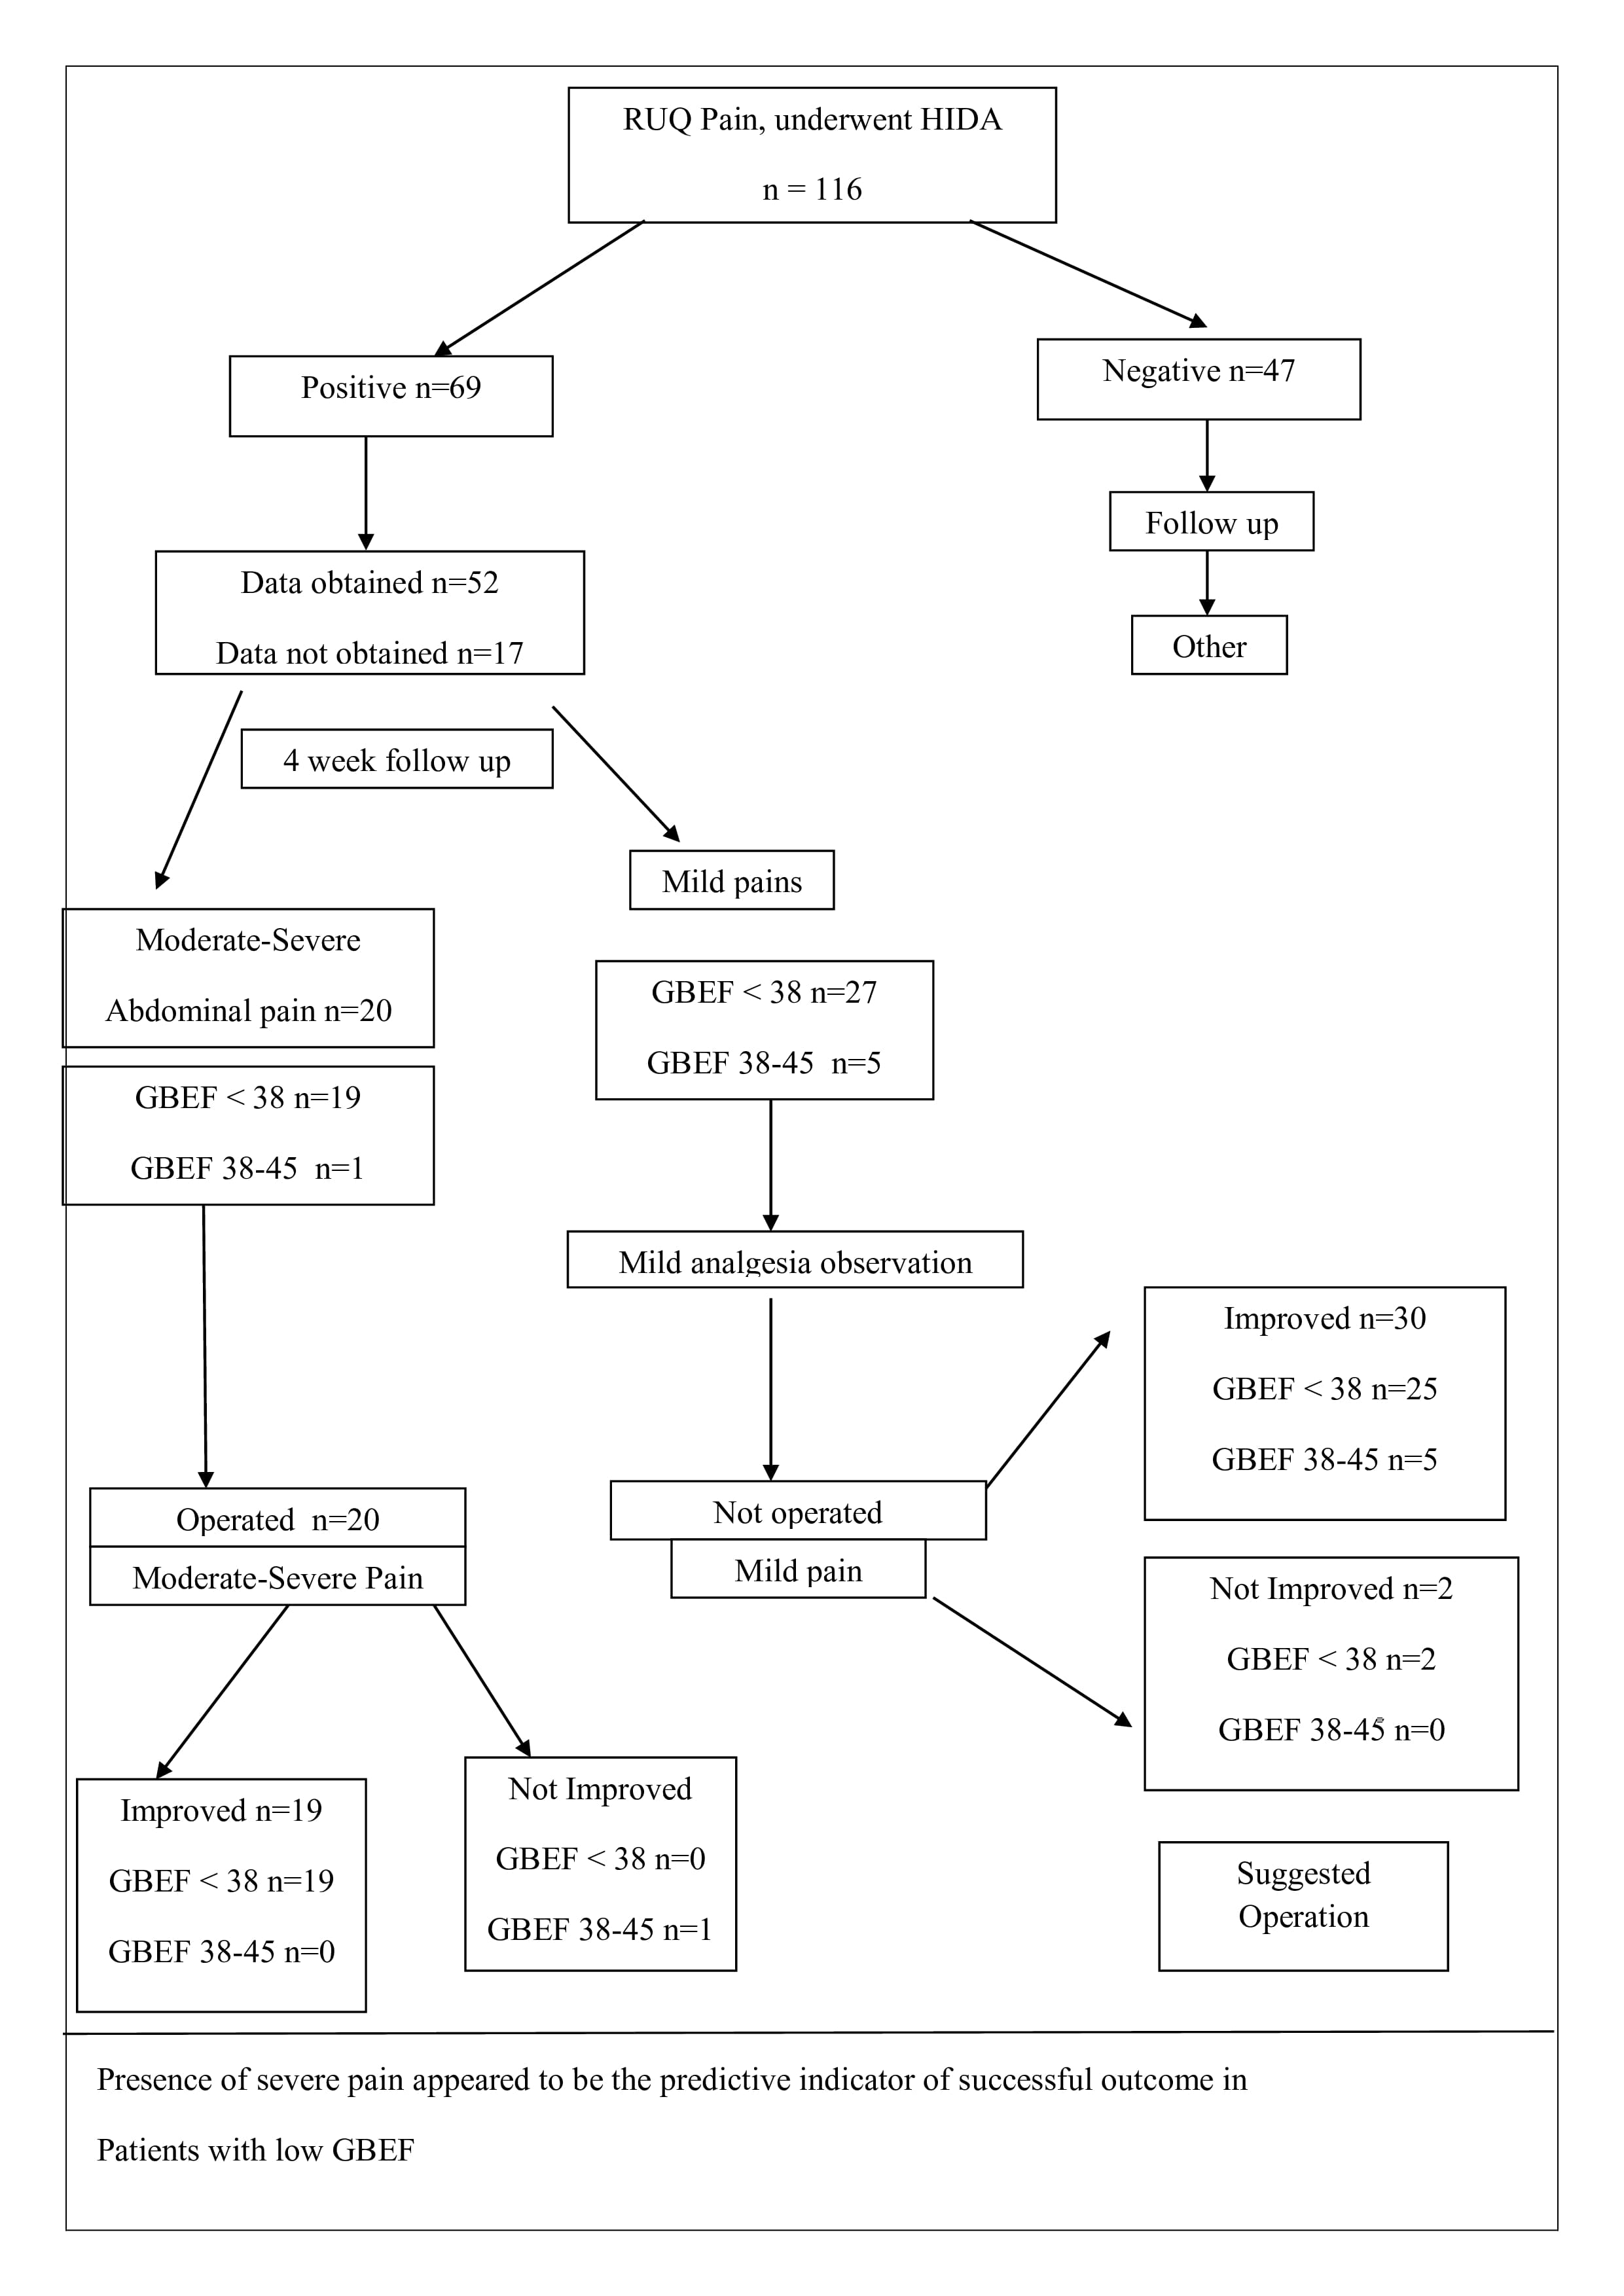 RUQ Pain, underwent HIDA
n = 116
Positive n=69
Negative n=47
Follow up
Other
Data obtained n=52
Data not obtained n=17
4 week follow up
Mild pains
Moderate-Severe
Abdominal pain n=20
GBEF < 38 n=27
GBEF 38-45 n=5
GBEF < 38 n=19
GBEF 38-45 n=1
Mild analgesia observation
Improved n=30
GBEF < 38 n=25
GBEF 38-45 n=5
Operated n=20
Moderate-Severe Pain
Not operated
Mild pain
Not Improved n=2
GBEF < 38 n=2
GBEF 38-45 n=0
Improved n=19
GBEF < 38 n=19
GBEF 38-45 n=0
Not Improved
GBEF < 38 n=0
GBEF 38-45 n=1
Suggested
Operation
Presence of severe pain appeared to be the predictive indicator of successful outcome in
Patients with low GBEF